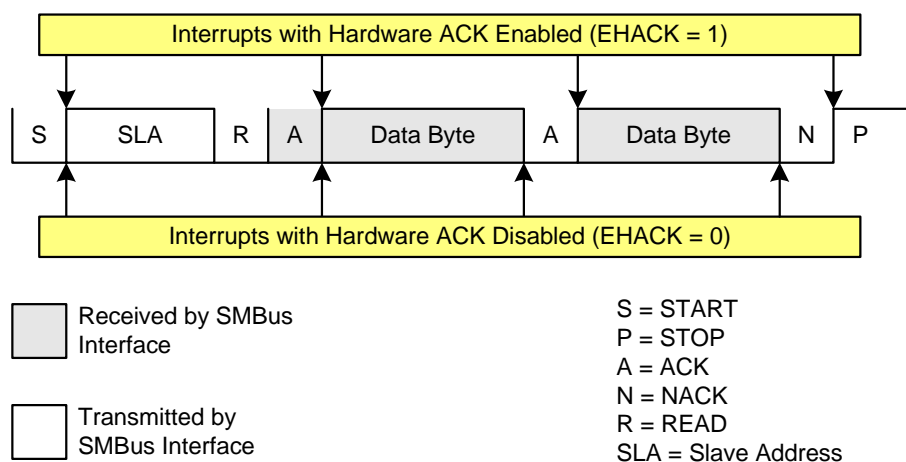 Interrupts with Hardware ACK Enabled (EHACK = 1)
S SLA R A Data Byte A Data Byte N P
Interrupts with Hardware ACK Disabled (EHACK = 0)
Received by SMBus
Interface
Transmitted by
SMBus Interface
S = START
P = STOP
A = ACK
N = NACK
R = READ
SLA = Slave Address